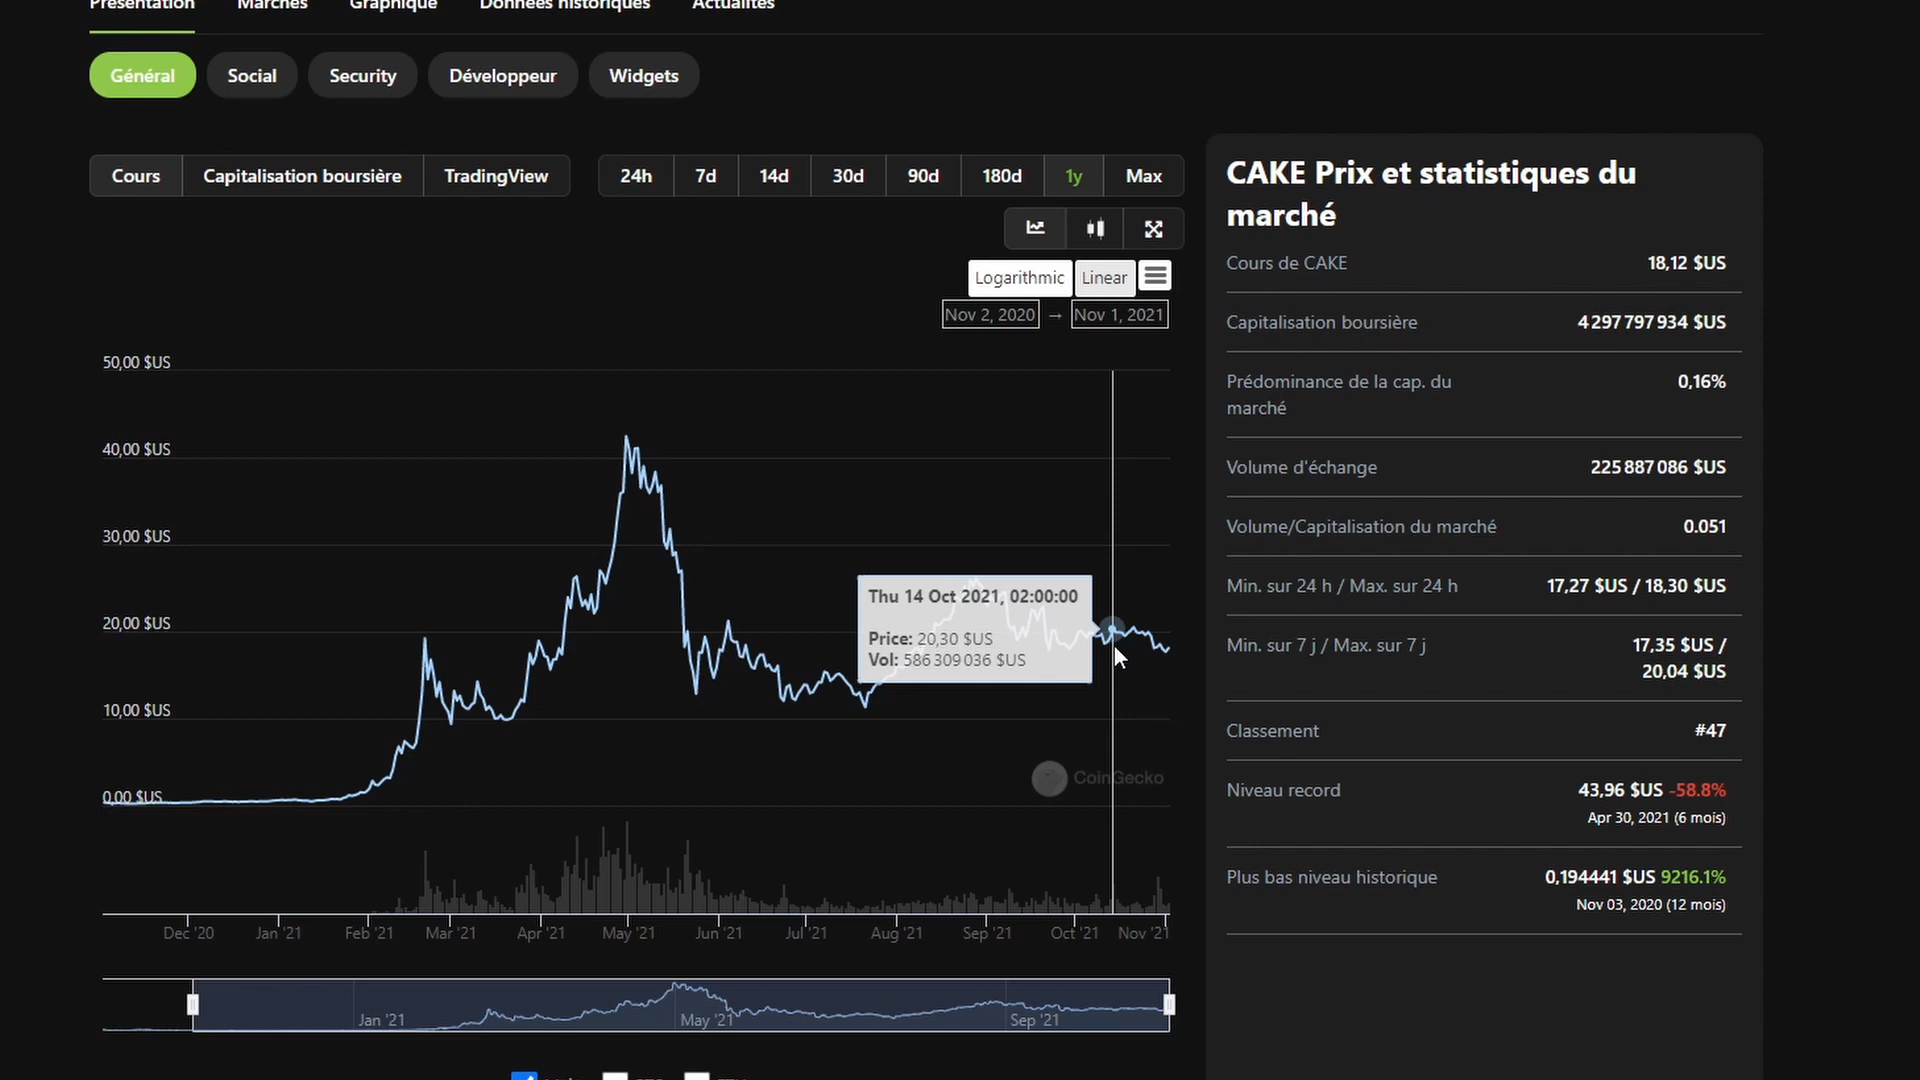 Présentation Marchés Graphique Données historiques Actualités
Général Social Security Développeur Widgets
Cours Capitalisation boursière TradingView 24h 7d 14d 30d 90d 180d 1y Max
Logarithmic Linear
Nov 2, 2020 → Nov 1, 2021
50,00 $US
40,00 $US
30,00 $US
20,00 $US
10,00 $US
0,00 $US
Thu 14 Oct 2021, 02:00:00
Price: 20,30 $US
Vol: 586 309 036 $US
CoinGecko
Dec '20 Jan '21 Feb '21 Mar '21 Apr '21 May '21 Jun '21 Jul '21 Aug '21 Sep '21 Oct '21 Nov '21
Jan '21 May '21 Sep '21
CAKE Prix et statistiques du
marché
Cours de CAKE 18,12 $US
Capitalisation boursière 4 297 797 934 $US
Prédominance de la cap. du
marché 0,16%
Volume d'échange 225 887 086 $US
Volume/Capitalisation du marché 0.051
Min. sur 24 h / Max. sur 24 h 17,27 $US / 18,30 $US
Min. sur 7 j / Max. sur 7 j 17,35 $US /
20,04 $US
Classement #47
Niveau record 43,96 $US -58.8%
Apr 30, 2021 (6 mois)
Plus bas niveau historique 0,194441 $US 9216.1%
Nov 03, 2020 (12 mois)